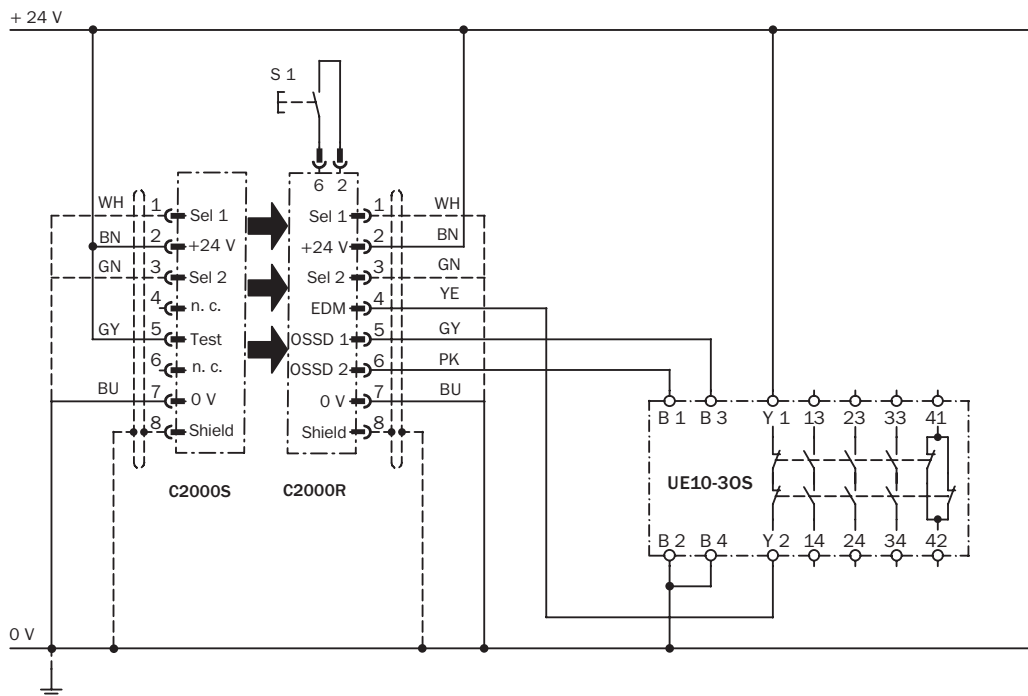 + 24 V
S 1
6 2
WH 1 Sel 1
BN 2 +24 V
GN 3 Sel 2
4 n. c.
GY 5 Test
6 n. c.
BU 7 0 V
8 Shield
C2000S
Sel 1 1 WH
+24 V 2 BN
Sel 2 3 GN
EDM 4 YE
OSSD 1 5 GY
OSSD 2 6 PK
0 V 7 BU
Shield 8
C2000R
B 1 B 3 Y 1 13 23 33 41
UE10-30S
B 2 B 4 Y 2 14 24 34 42
0 V